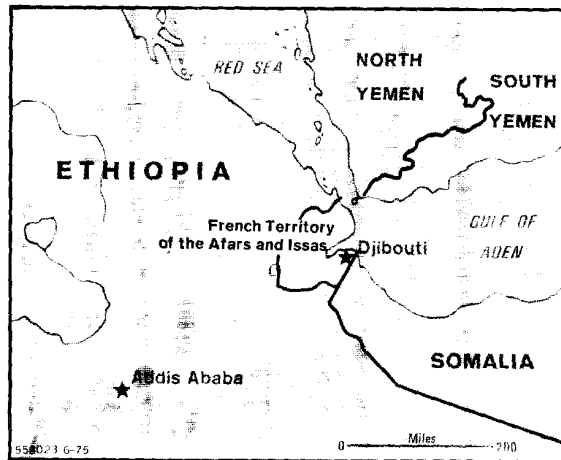 RED SEA
NORTH
YEMEN
SOUTH
YEMEN
ETHIOPIA
French Territory
of the Afars and Issas
Djibouti
GULF OF
ADEN
SOMALIA
Addis Ababa
Miles
0 200